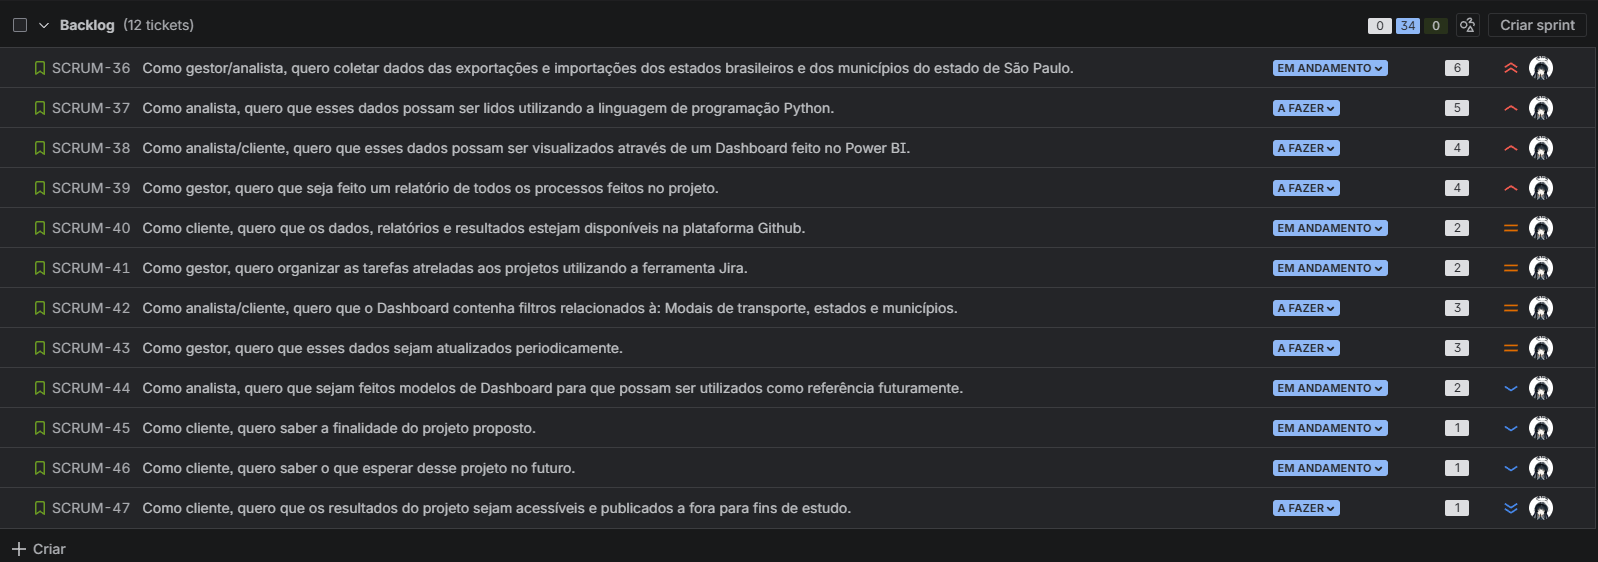 Backlog (12 tickets) 0 34 0 Criar sprint
SCRUM-36 Como gestor/analista, quero coletar dados das exportações e importações dos estados brasileiros e dos municípios do estado de São Paulo. EM ANDAMENTO 6
SCRUM-37 Como analista, quero que esses dados possam ser lidos utilizando a linguagem de programação Python. A FAZER 5
SCRUM-38 Como analista/cliente, quero que esses dados possam ser visualizados através de um Dashboard feito no Power BI. A FAZER 4
SCRUM-39 Como gestor, quero que seja feito um relatório de todos os processos feitos no projeto. A FAZER 4
SCRUM-40 Como cliente, quero que os dados, relatórios e resultados estejam disponíveis na plataforma Github. EM ANDAMENTO 2
SCRUM-41 Como gestor, quero organizar as tarefas atreladas aos projetos utilizando a ferramenta Jira. EM ANDAMENTO 2
SCRUM-42 Como analista/cliente, quero que o Dashboard contenha filtros relacionados à: Modais de transporte, estados e municípios. A FAZER 3
SCRUM-43 Como gestor, quero que esses dados sejam atualizados periodicamente. A FAZER 3
SCRUM-44 Como analista, quero que sejam feitos modelos de Dashboard para que possam ser utilizados como referência futuramente. EM ANDAMENTO 2
SCRUM-45 Como cliente, quero saber a finalidade do projeto proposto. EM ANDAMENTO 1
SCRUM-46 Como cliente, quero saber o que esperar desse projeto no futuro. EM ANDAMENTO 1
SCRUM-47 Como cliente, quero que os resultados do projeto sejam acessíveis e publicados a fora para fins de estudo. A FAZER 1
Criar